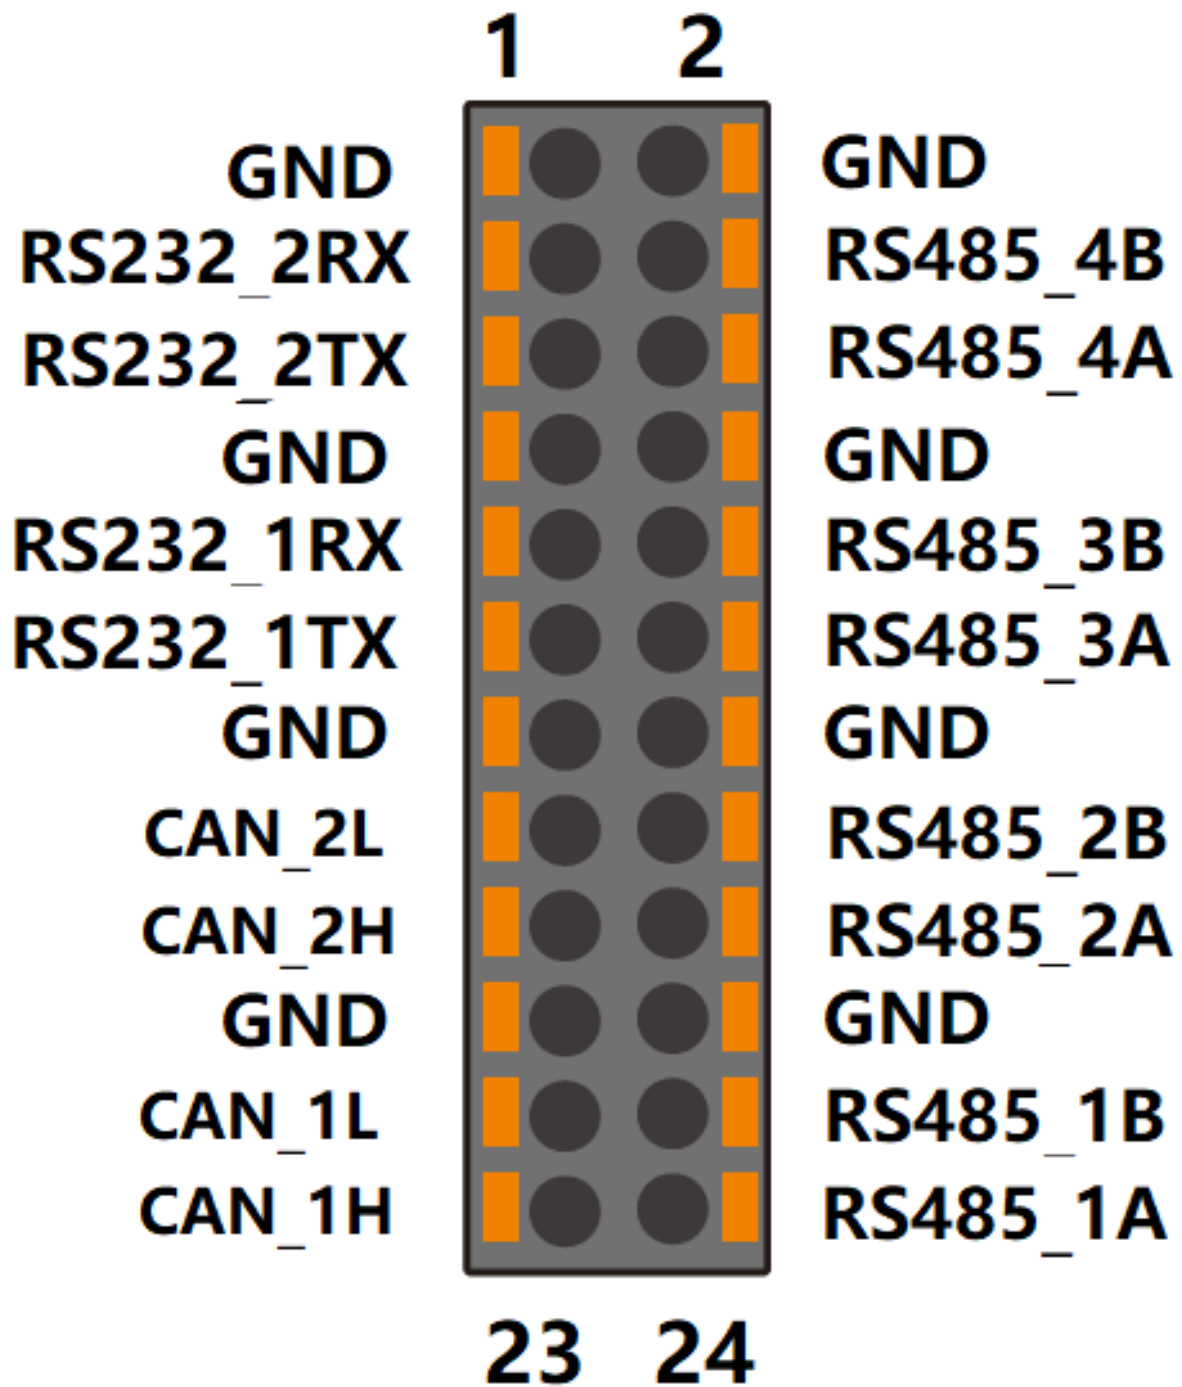 1 2
GND GND
RS232_2RX RS485_4B
RS232_2TX RS485_4A
GND GND
RS232_1RX RS485_3B
RS232_1TX RS485_3A
GND GND
CAN_2L RS485_2B
CAN_2H RS485_2A
GND GND
CAN_1L RS485_1B
CAN_1H RS485_1A
23 24